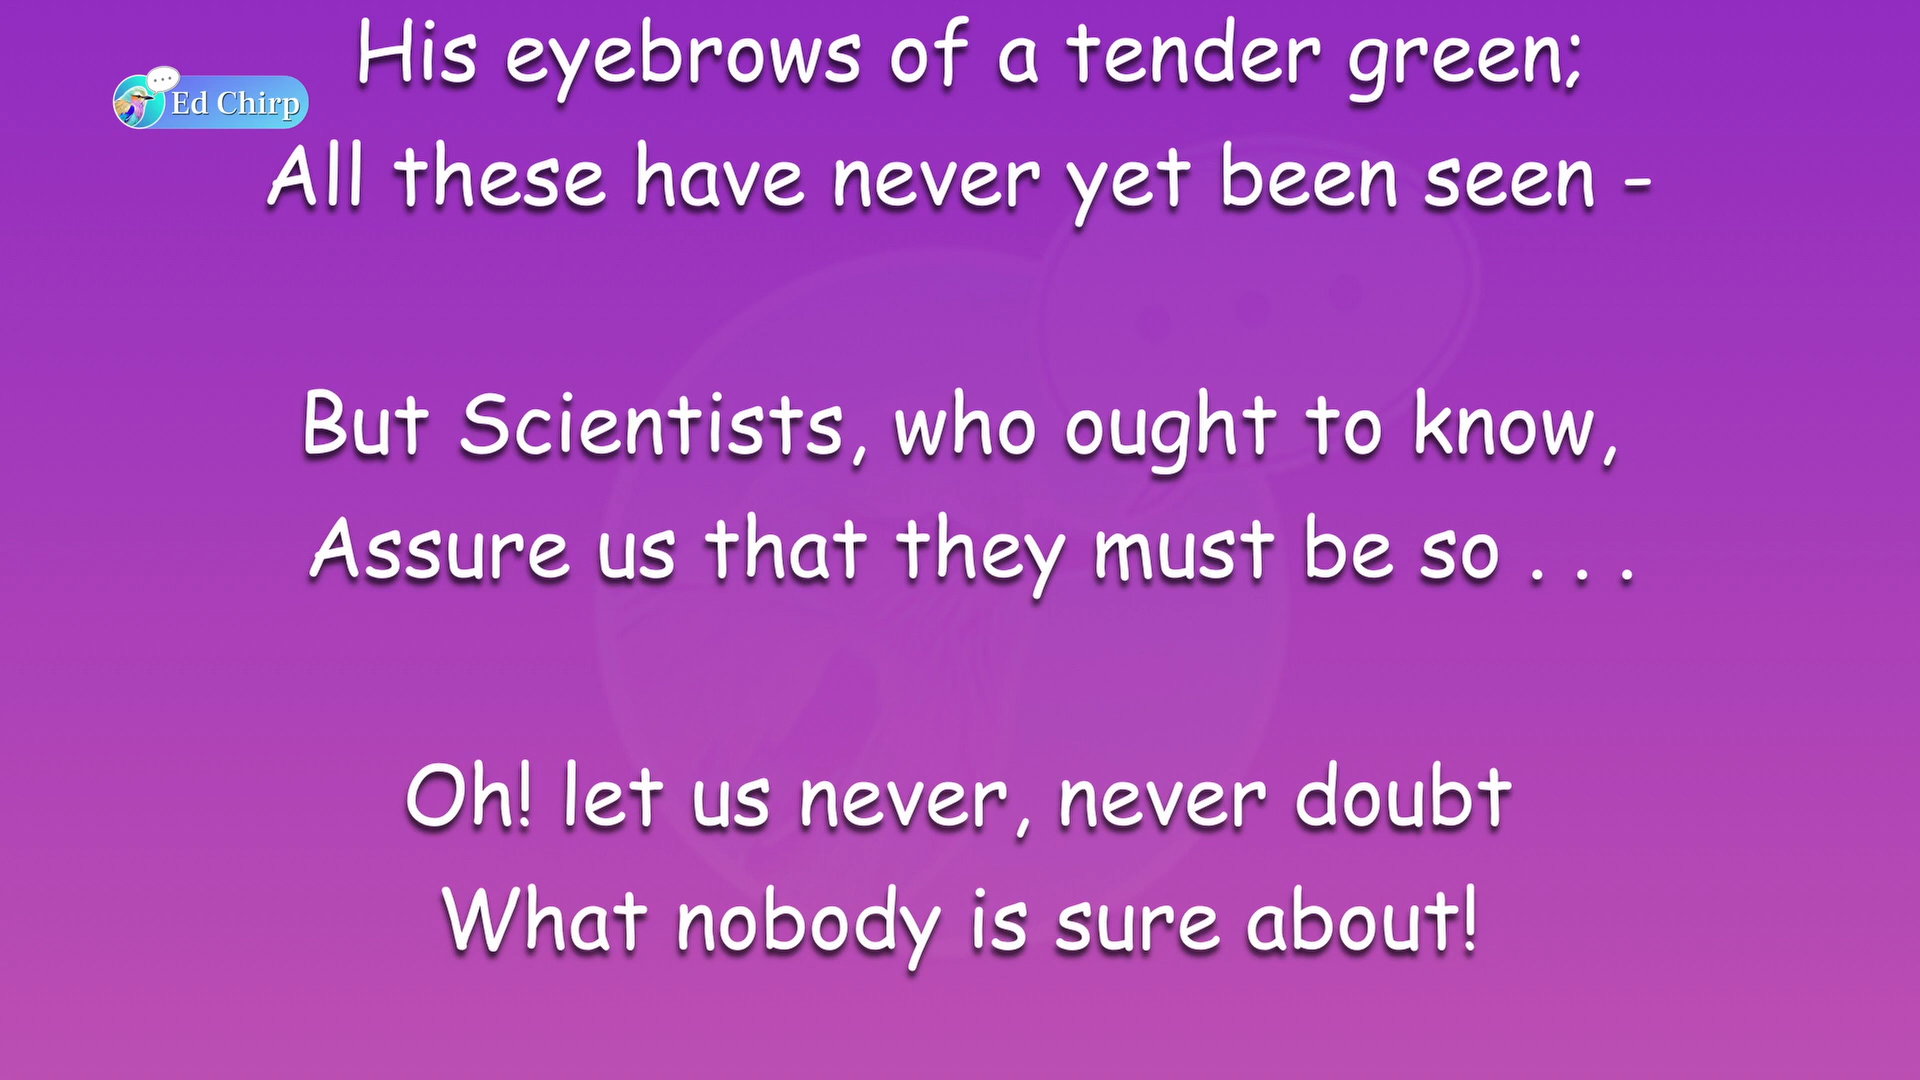 His eyebrows of a tender green;
Ed Chirp
All these have never yet been seen -
But Scientists, who ought to know,
Assure us that they must be so . . .
Oh! let us never, never doubt
What nobody is sure about!